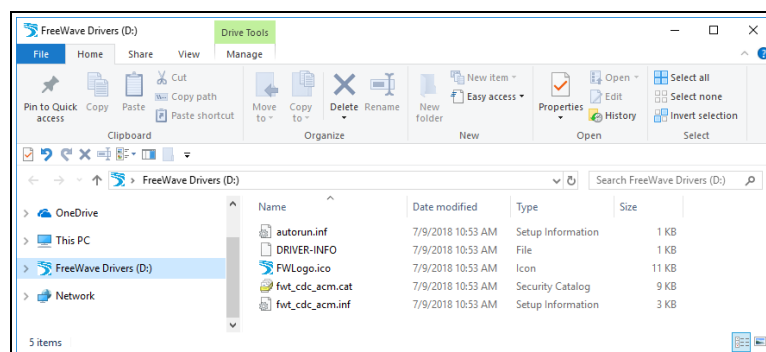 FreeWave Drivers (D:)
Drive Tools
File Home Share View Manage
Pin to Quick access
Copy
Paste
Cut
Copy path
Paste shortcut
Clipboard
Move to
Copy to
Delete
Rename
Organize
New folder
New item
Easy access
New
Properties
Open
Edit
History
Open
Select all
Select none
Invert selection
Select
FreeWave Drivers (D:)
Search FreeWave Drivers (D:)
OneDrive
This PC
FreeWave Drivers (D:)
Network
Name Date modified Type Size
autorun.inf 7/9/2018 10:53 AM Setup Information 1 KB
DRIVER-INFO 7/9/2018 10:53 AM File 1 KB
FWLogo.ico 7/9/2018 10:53 AM Icon 11 KB
fwt_cdc_acm.cat 7/9/2018 10:53 AM Security Catalog 9 KB
fwt_cdc_acm.inf 7/9/2018 10:53 AM Setup Information 3 KB
5 items